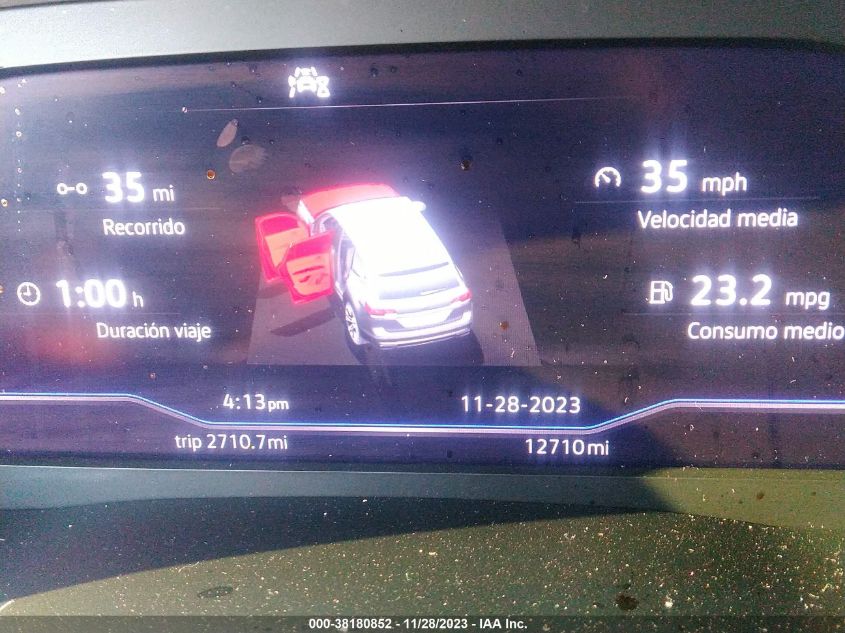 35 mi
Recorrido
1:00 h
Duración viaje
35 mph
Velocidad media
23.2 mpg
Consumo medio
4:13 pm
11-28-2023
trip 2710.7mi
12710mi
000-38180852 - 11/28/2023 - IAA Inc.